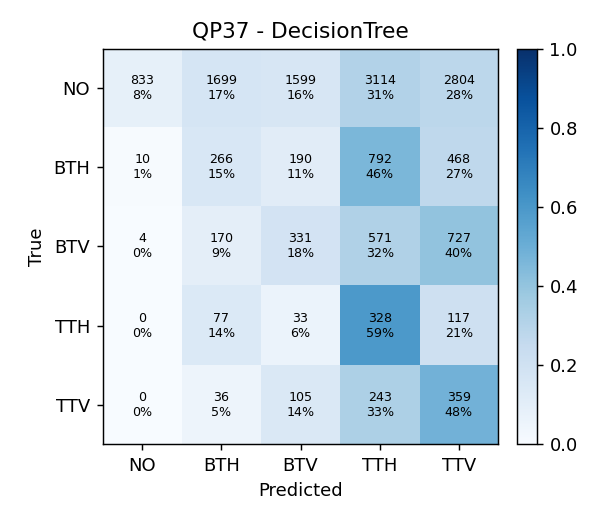 QP37 - DecisionTree
NO 833 1699 1599 3114 2804
8% 17% 16% 31% 28%
BTH 10 266 190 792 468
1% 15% 11% 46% 27%
BTV 4 170 331 571 727
0% 9% 18% 32% 40%
TTH 0 77 33 328 117
0% 14% 6% 59% 21%
TTV 0 36 105 243 359
0% 5% 14% 33% 48%
NO BTH BTV TTH TTV
Predicted
True
1.0
0.8
0.6
0.4
0.2
0.0